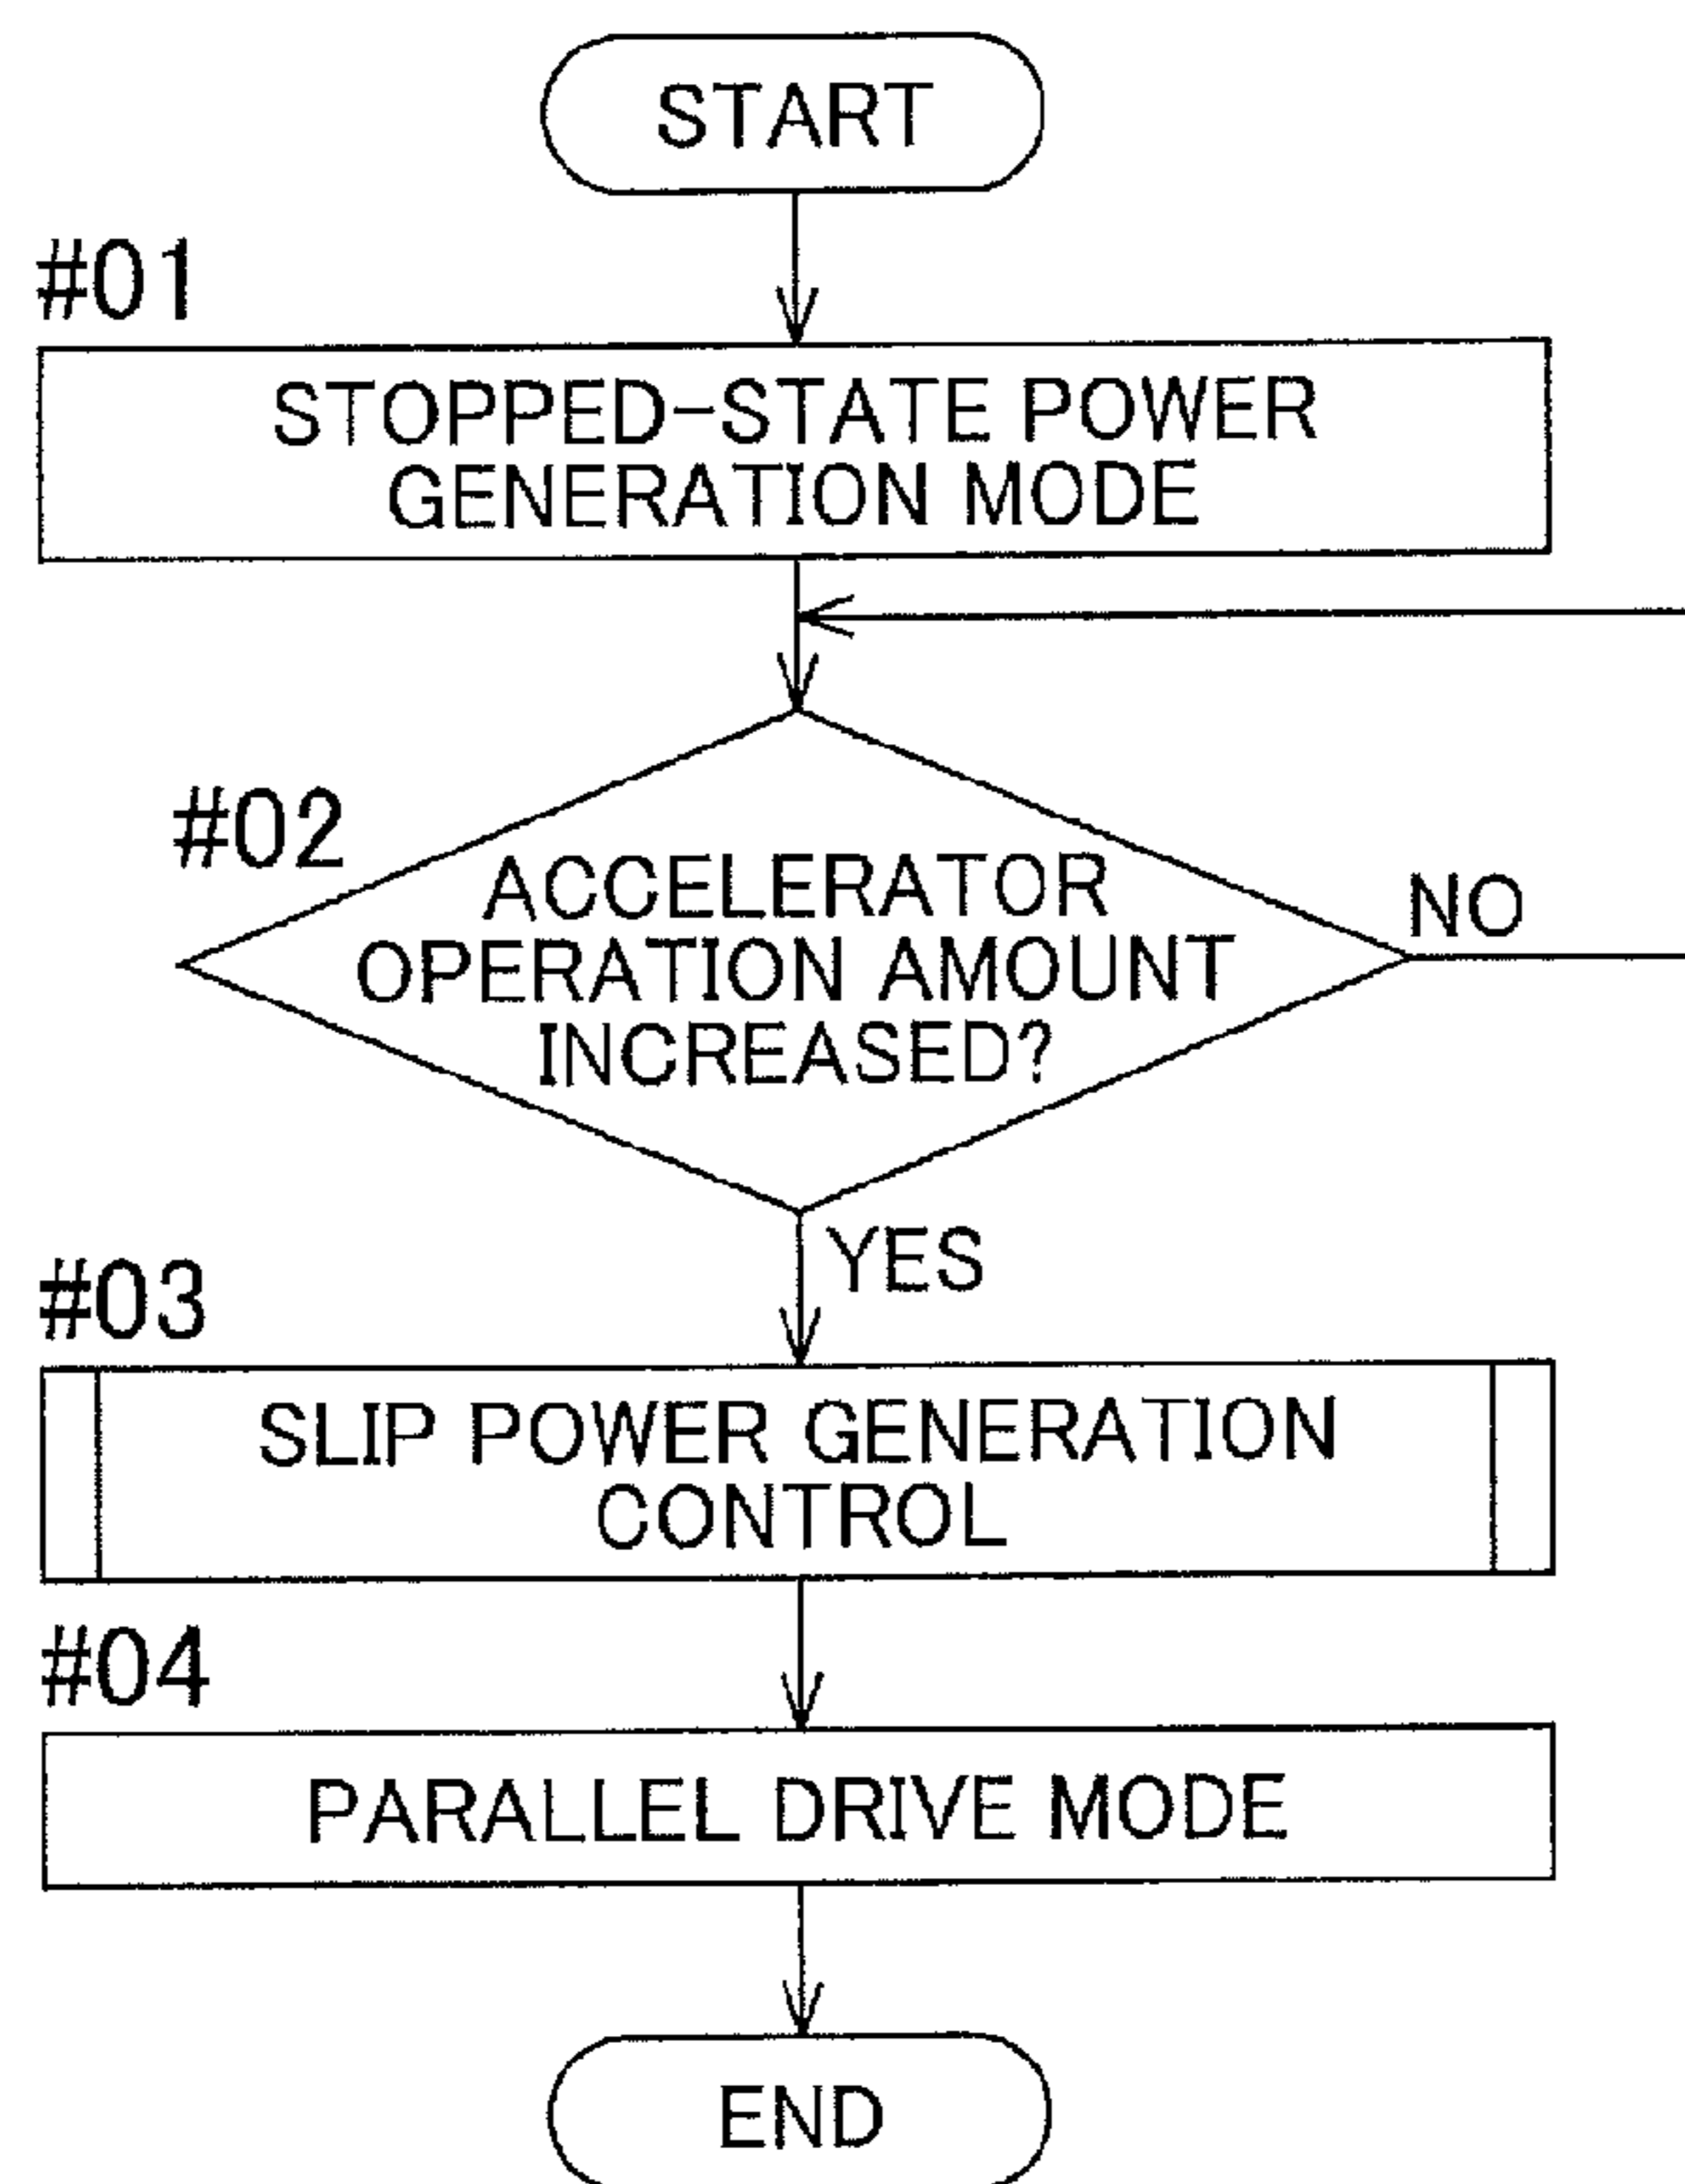 START
#01
STOPPED-STATE POWER
GENERATION MODE
#02
ACCELERATOR
OPERATION AMOUNT
INCREASED?
NO
YES
#03
SLIP POWER GENERATION
CONTROL
#04
PARALLEL DRIVE MODE
END